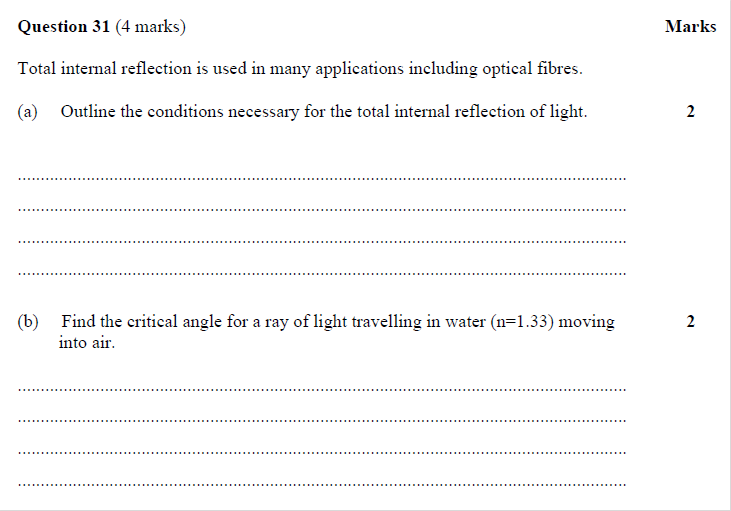 Question 31 (4 marks) Marks
Total internal reflection is used in many applications including optical fibres.
(a) Outline the conditions necessary for the total internal reflection of light. 2
(b) Find the critical angle for a ray of light travelling in water (n=1.33) moving 2
into air.